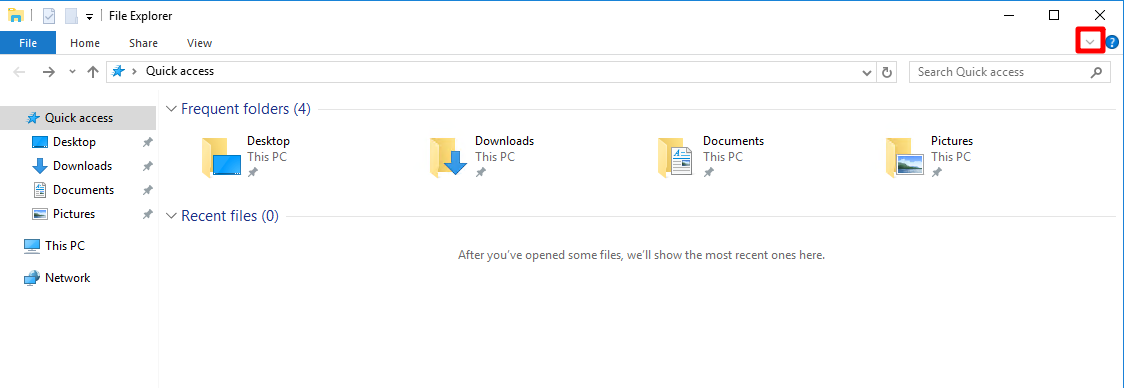 File Explorer
File Home Share View ?
Quick access Search Quick access
Quick access
Desktop
Downloads
Documents
Pictures
This PC
Network
Frequent folders (4)
Desktop
This PC
Downloads
This PC
Documents
This PC
Pictures
This PC
Recent files (0)
After you've opened some files, we'll show the most recent ones here.